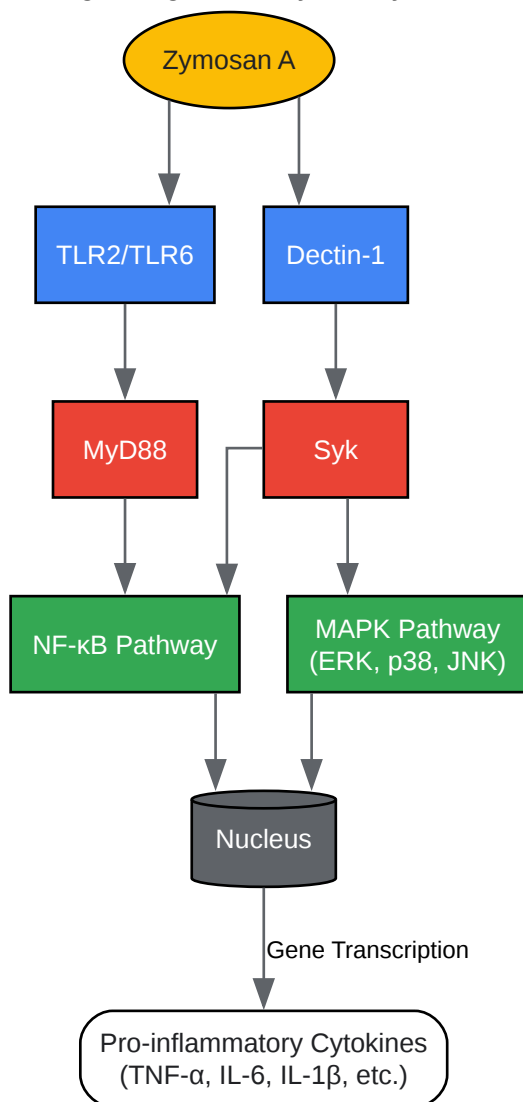 Zymosan A
TLR2/TLR6
Dectin-1
MyD88
Syk
NF-κB Pathway
MAPK Pathway
(ERK, p38, JNK)
Nucleus
Gene Transcription
Pro-inflammatory Cytokines
(TNF-α, IL-6, IL-1β, etc.)